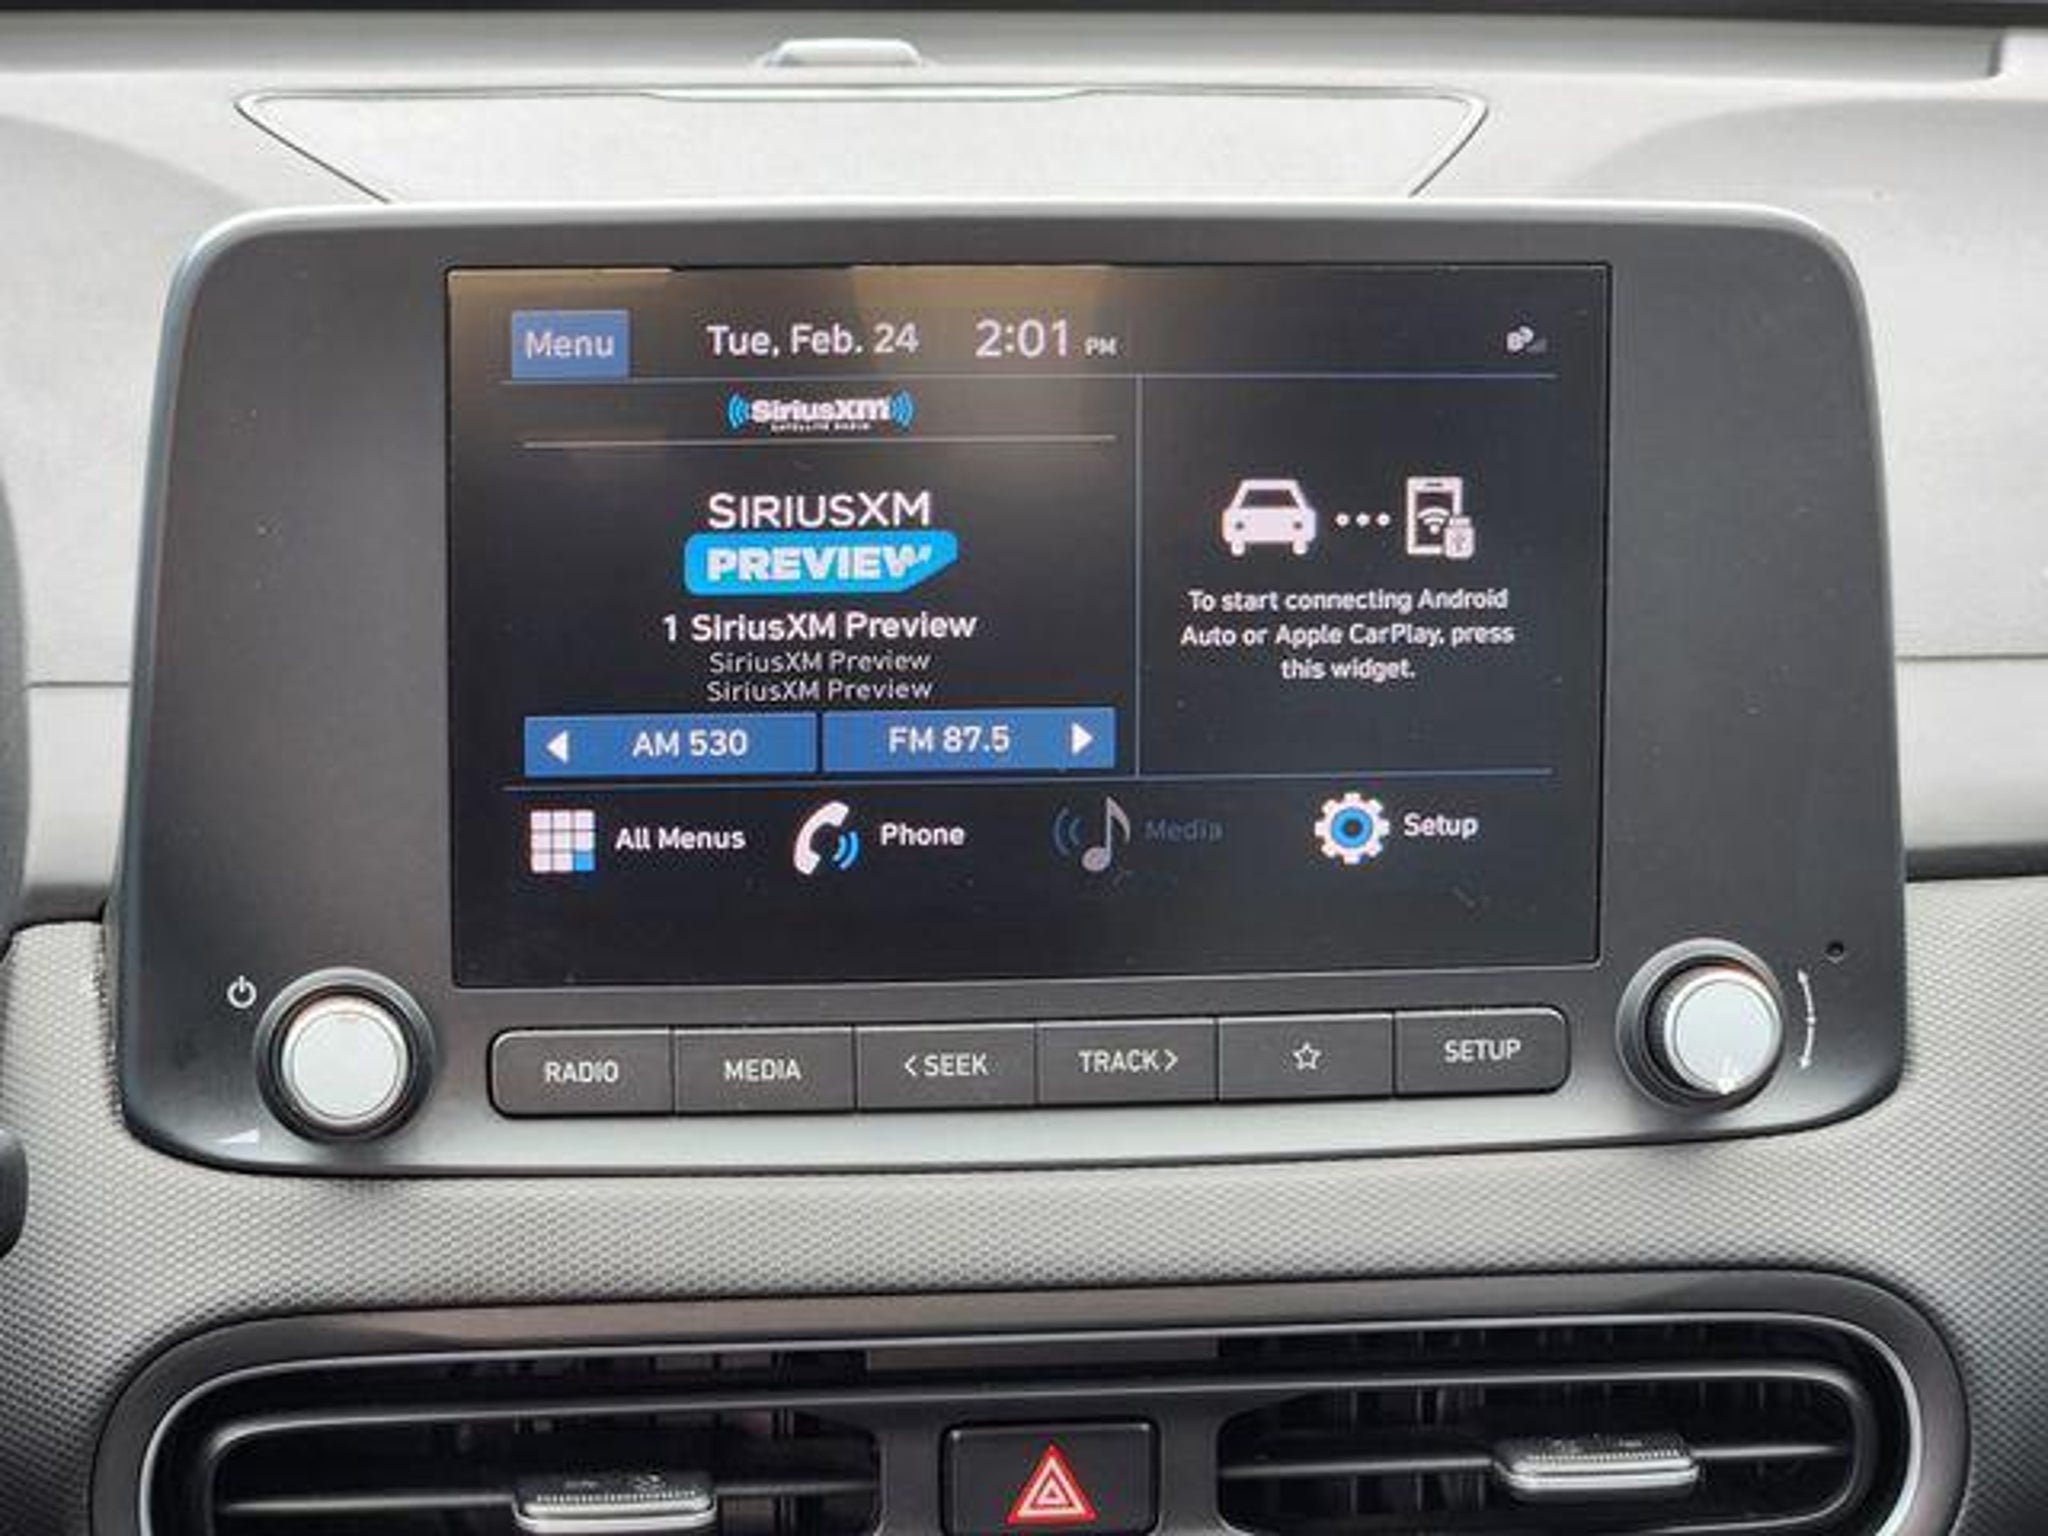 Menu Tue, Feb. 24 2:01 PM
SiriusXM
SATELLITE RADIO
SIRIUSXM
PREVIEW
1 SiriusXM Preview
SiriusXM Preview
SiriusXM Preview
AM 530 FM 87.5
To start connecting Android
Auto or Apple CarPlay, press
this widget.
All Menus Phone Media Setup
RADIO MEDIA <SEEK TRACK> SETUP